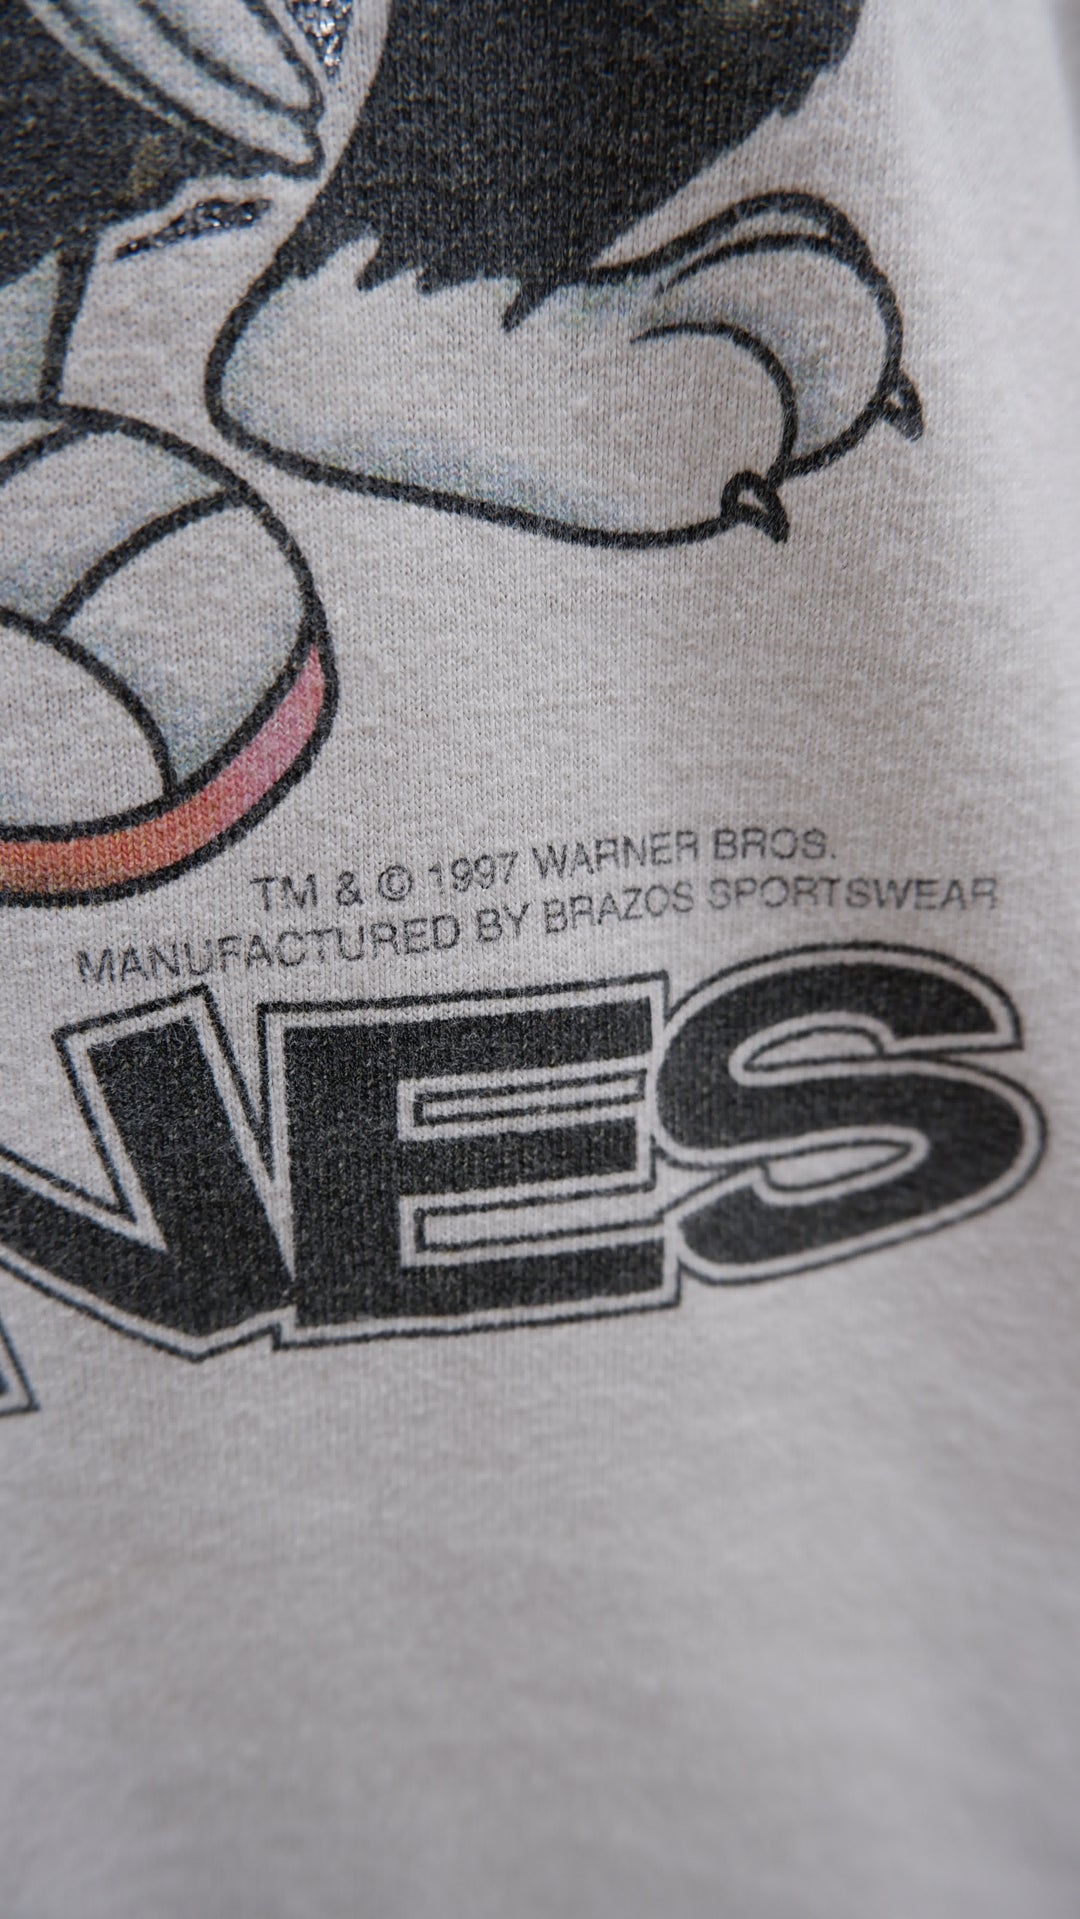 TM & © 1997 WARNER BROS.
MANUFACTURED BY BRAZOS SPORTSWEAR
NES